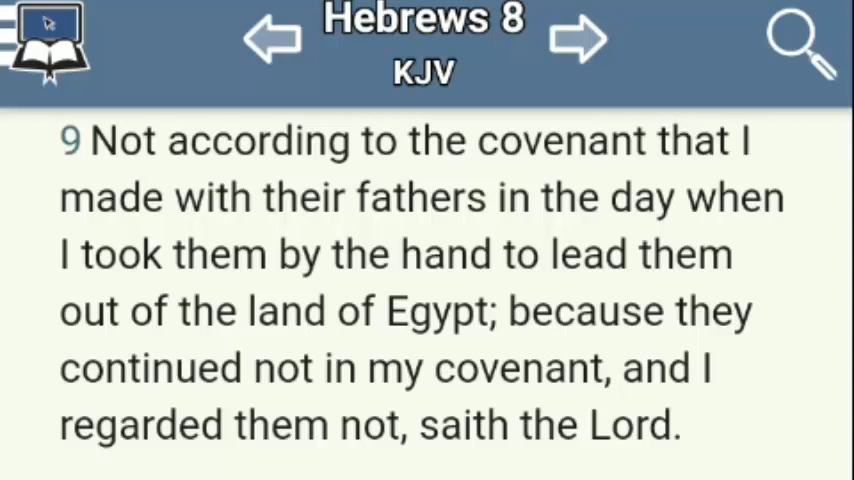 Hebrews 8
KJV
9 Not according to the covenant that I
made with their fathers in the day when
I took them by the hand to lead them
out of the land of Egypt; because they
continued not in my covenant, and I
regarded them not, saith the Lord.